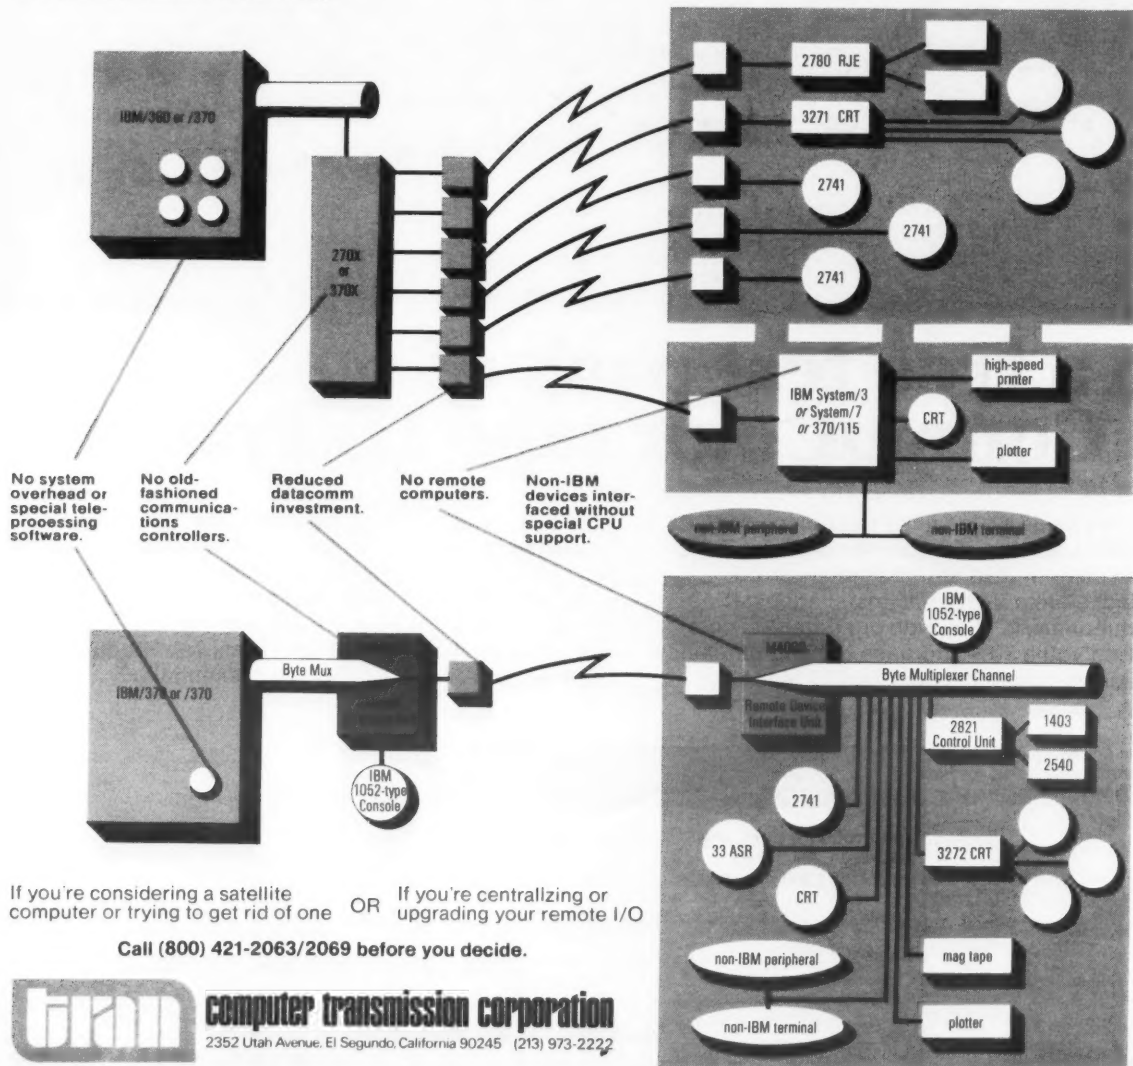 IBM/360 or /370
270X
or
370X
2780 RJE
3271 CRT
2741
2741
2741
IBM System/3
or System/7
or 370/115
high-speed
printer
CRT
plotter
non-IBM peripheral
non-IBM terminal
No system
overhead or
special tele-
processing
software.
No old-
fashioned
communica-
tions
controllers.
Reduced
datacomm
investment.
No remote
computers.
Non-IBM
devices inter-
faced without
special CPU
support.
IBM/370 or /370
Byte Mux
IBM
1052-type
Console
Remote Device
Interface Unit
IBM
1052-type
Console
Byte Multiplexer Channel
2821
Control Unit
1403
2540
2741
33 ASR
3272 CRT
CRT
non-IBM peripheral
non-IBM terminal
mag tape
plotter
If you're considering a satellite
computer or trying to get rid of one
OR
If you're centralizing or
upgrading your remote I/O
Call (800) 421-2063/2069 before you decide.
tran
computer transmission corporation
2352 Utah Avenue. El Segundo, California 90245 (213) 973-2222